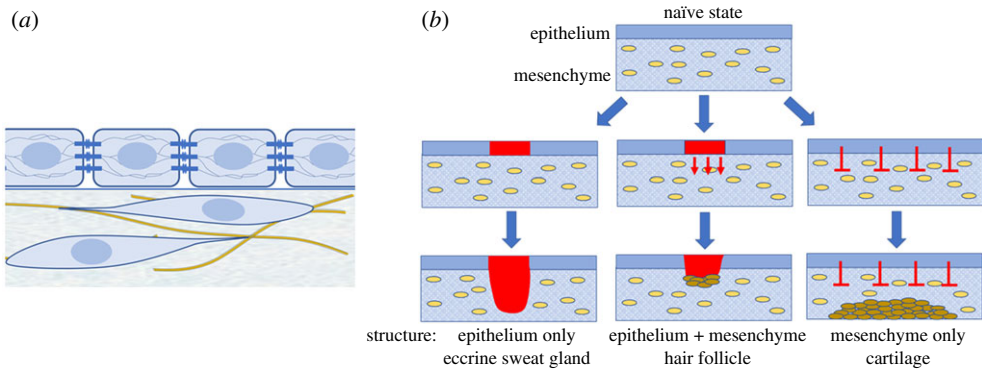 (a)
(b)
naïve state
epithelium
mesenchyme
structure: epithelium only epithelium + mesenchyme mesenchyme only
eccrine sweat gland hair follicle cartilage